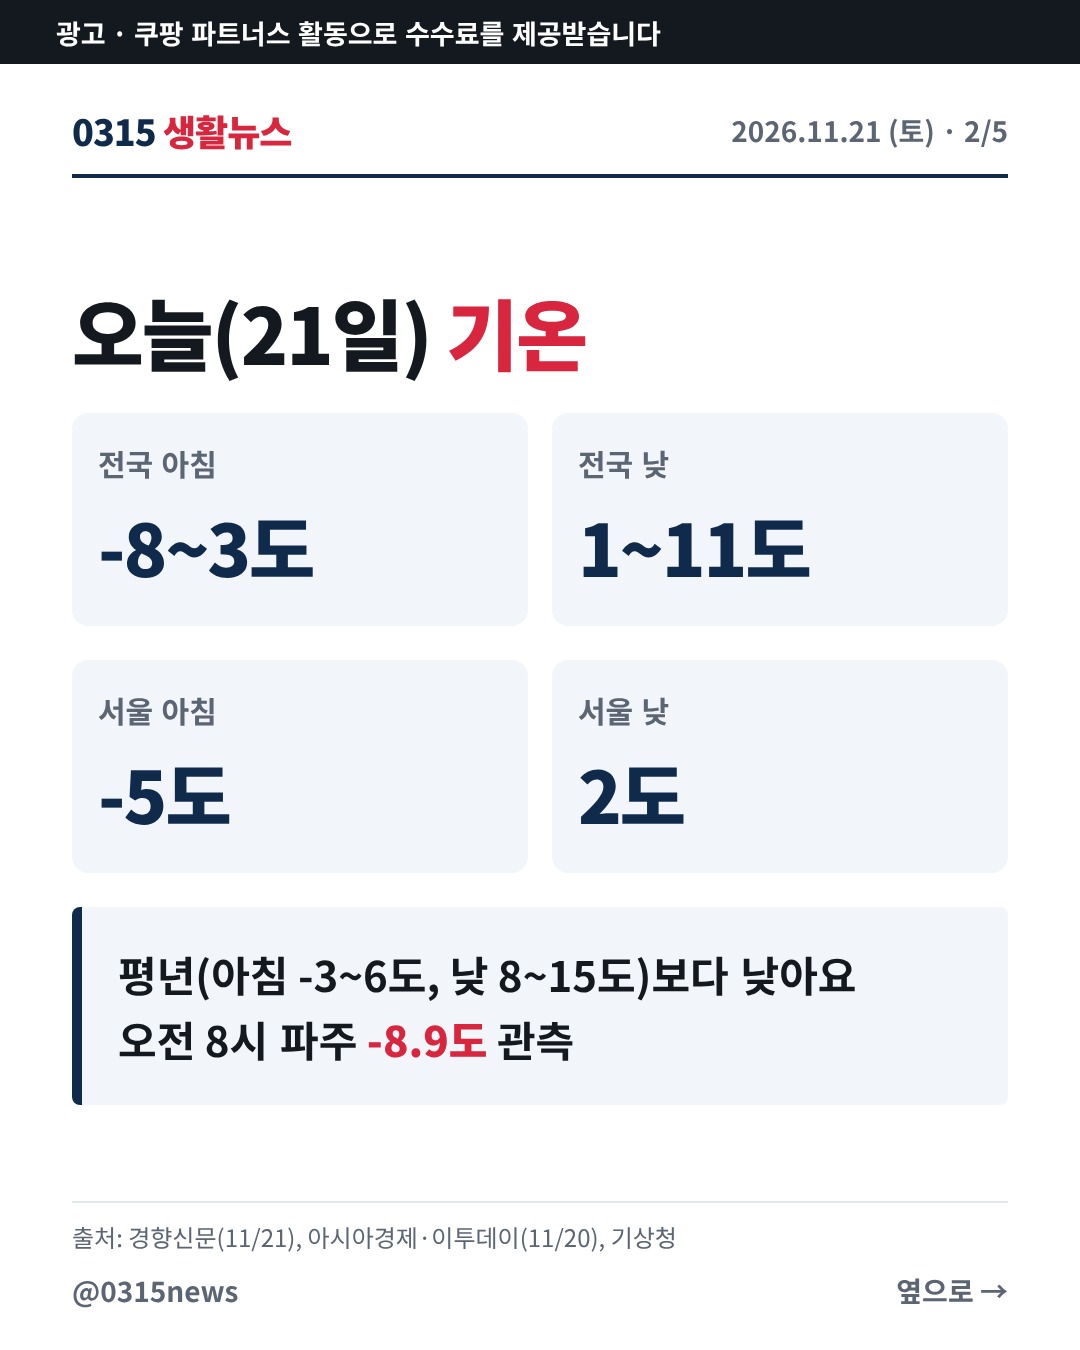 광고 · 쿠팡 파트너스 활동으로 수수료를 제공받습니다
0315 생활뉴스
2026.11.21 (토) · 2/5
오늘(21일) 기온
전국 아침
-8~3도
전국 낮
1~11도
서울 아침
-5도
서울 낮
2도
평년(아침 -3~6도, 낮 8~15도)보다 낮아요
오전 8시 파주 -8.9도 관측
출처: 경향신문(11/21), 아시아경제·이투데이(11/20), 기상청
@0315news
옆으로 →